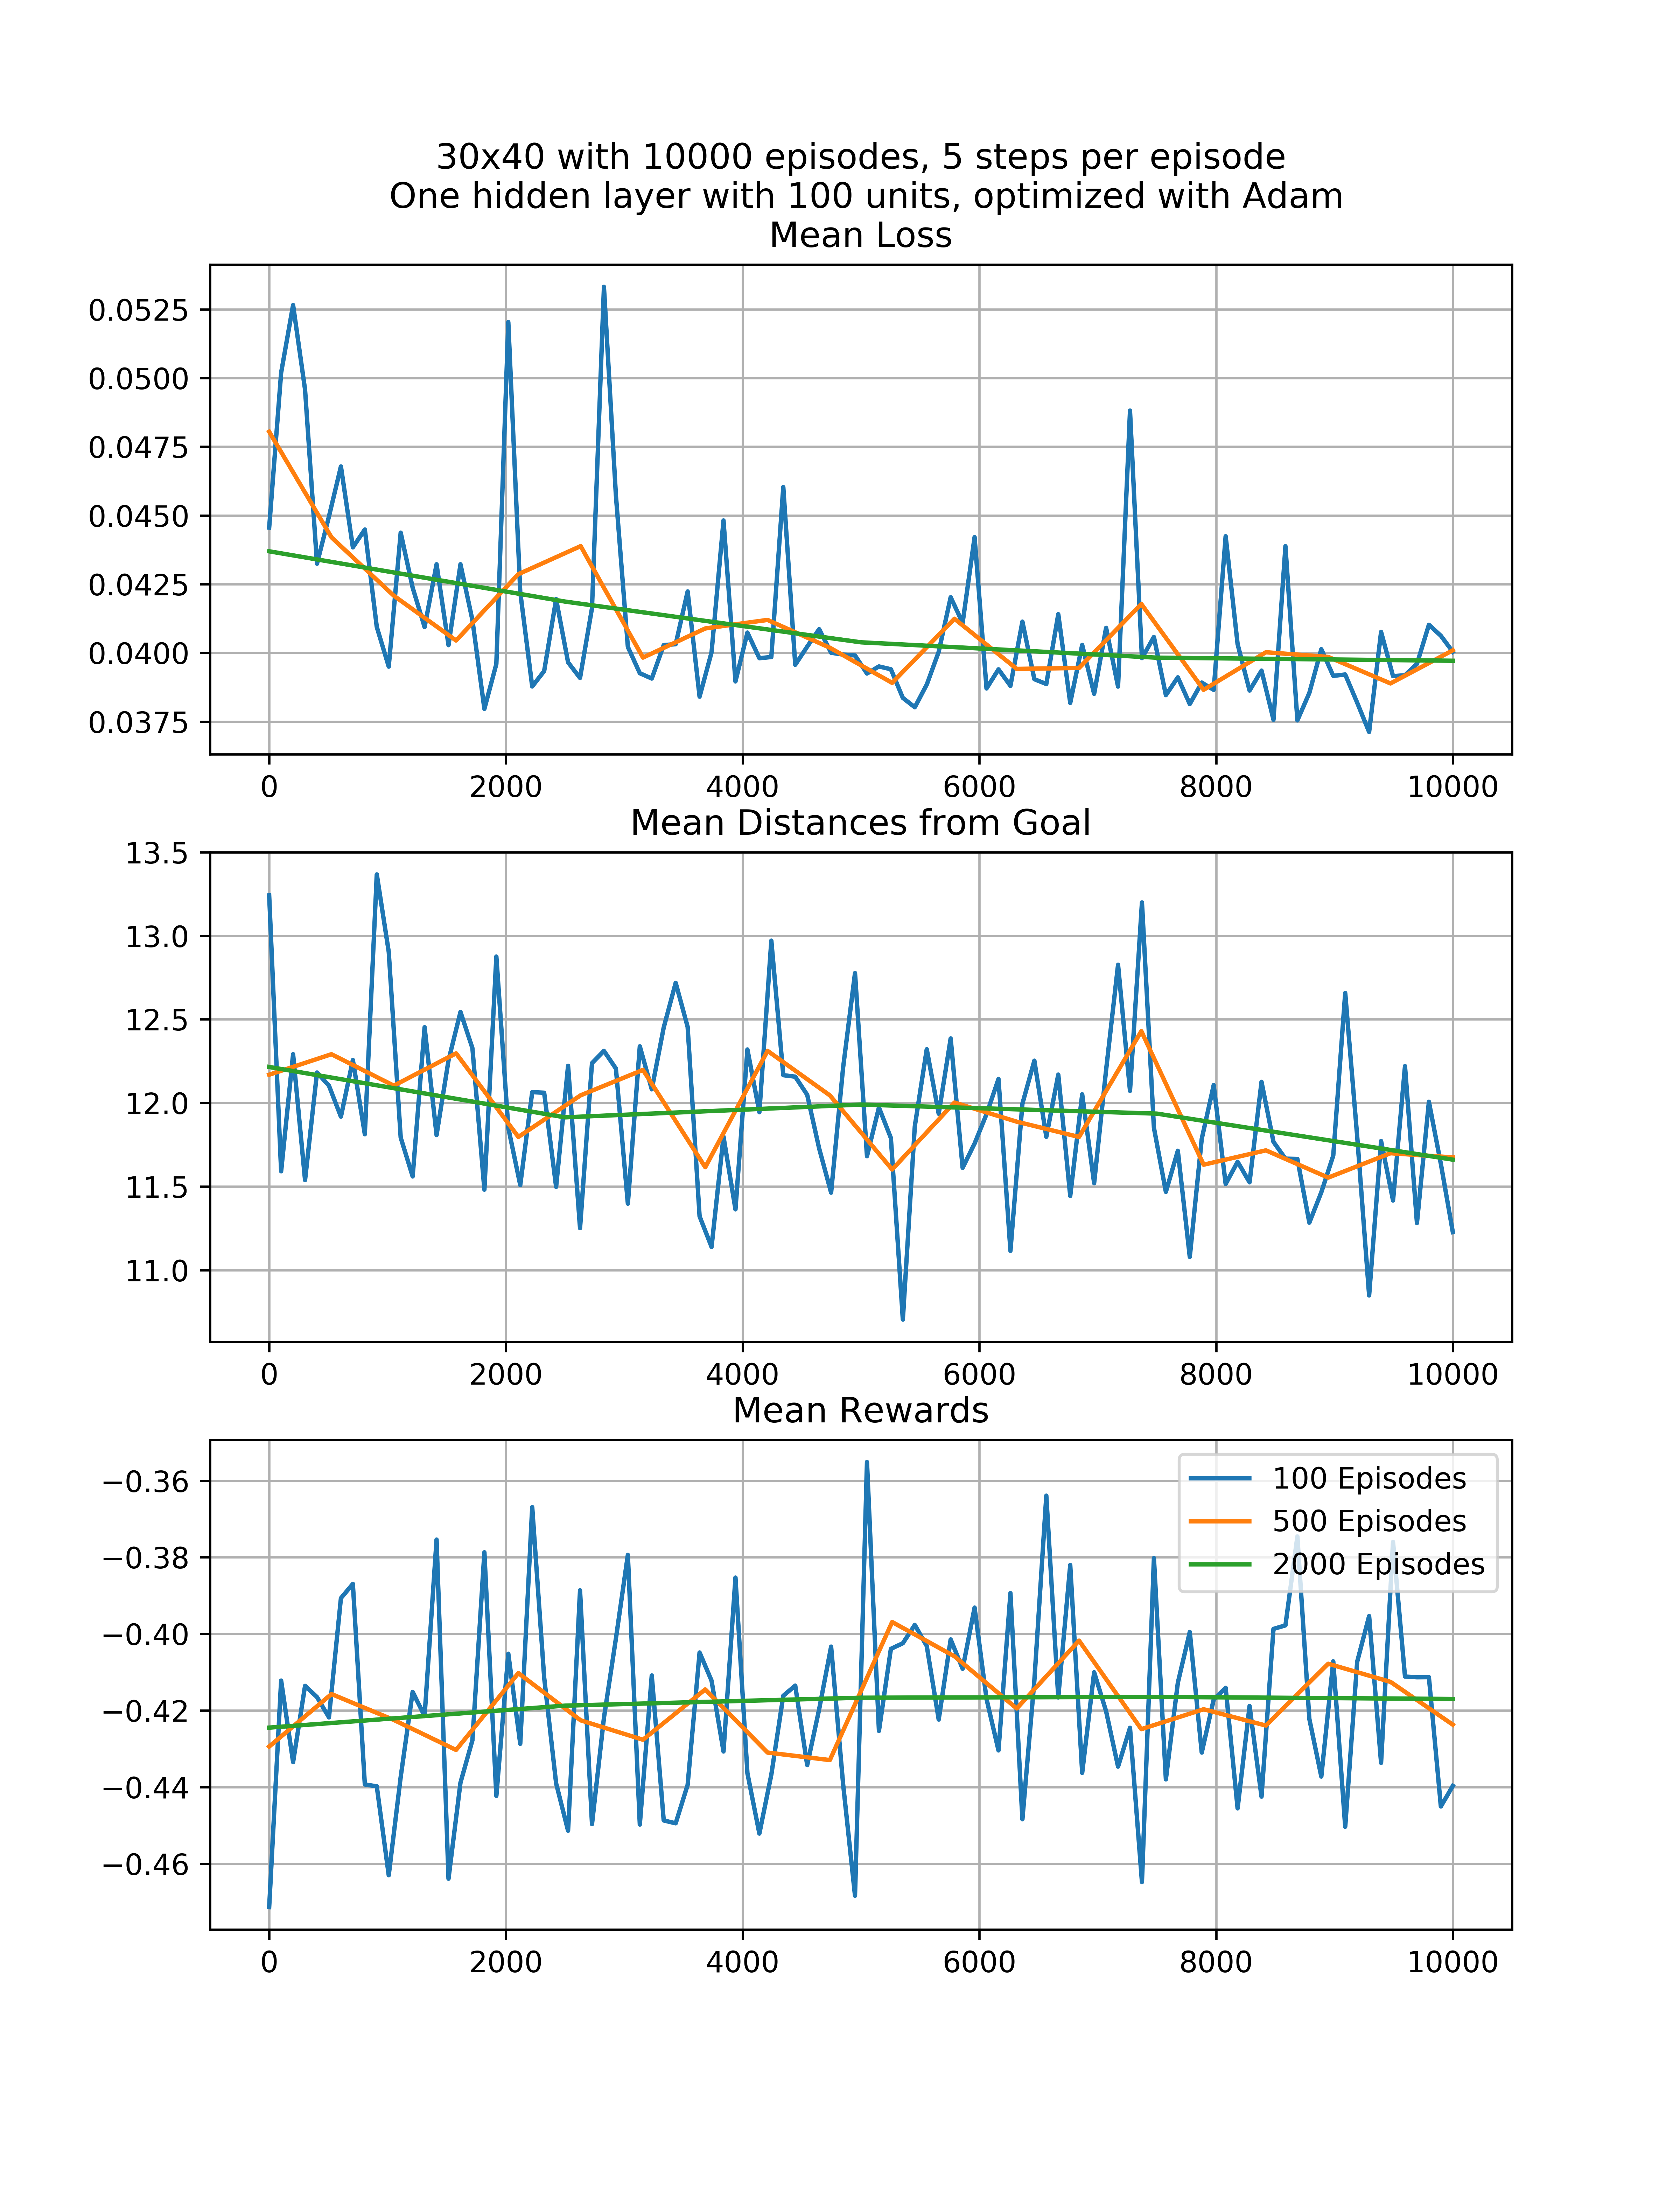 30x40 with 10000 episodes, 5 steps per episode
One hidden layer with 100 units, optimized with Adam
Mean Loss
0.0525
0.0500
0.0475
0.0450
0.0425
0.0400
0.0375
0 2000 4000 6000 8000 10000
Mean Distances from Goal
13.5
13.0
12.5
12.0
11.5
11.0
0 2000 4000 6000 8000 10000
Mean Rewards
−0.36
−0.38
−0.40
−0.42
−0.44
−0.46
100 Episodes
500 Episodes
2000 Episodes
0 2000 4000 6000 8000 10000